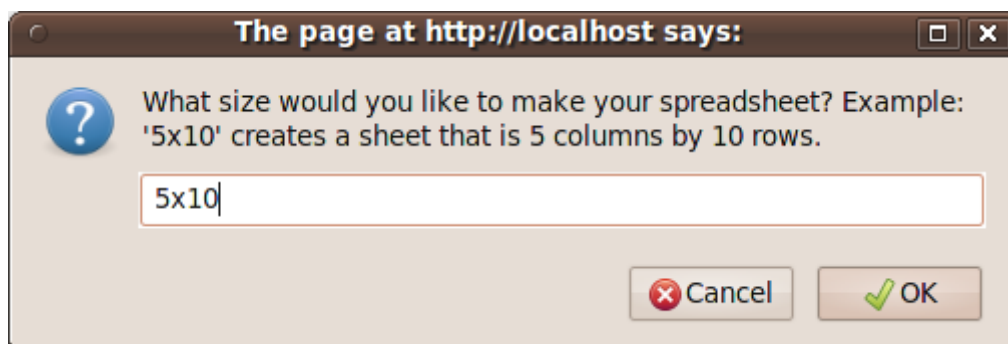 The page at http://localhost says:
What size would you like to make your spreadsheet? Example:
'5x10' creates a sheet that is 5 columns by 10 rows.
5x10
Cancel
OK